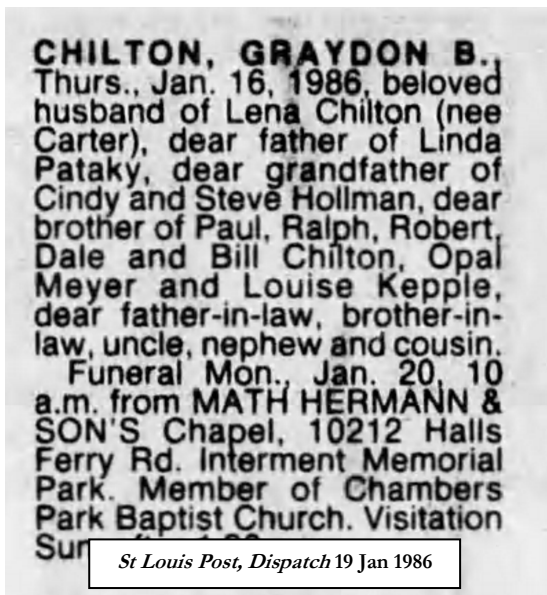 CHILTON, GRAYDON B.,
Thurs., Jan. 16, 1986, beloved
husband of Lena Chilton (nee
Carter), dear father of Linda
Pataky, dear grandfather of
Cindy and Steve Hollman, dear
brother of Paul, Ralph, Robert,
Dale and Bill Chilton, Opal
Meyer and Louise Kepple,
dear father-in-law, brother-in-
law, uncle, nephew and cousin.
Funeral Mon., Jan. 20, 10
a.m. from MATH HERMANN &
SON'S Chapel, 10212 Halls
Ferry Rd. Interment Memorial
Park. Member of Chambers
Park Baptist Church. Visitation
St Louis Post, Dispatch 19 Jan 1986